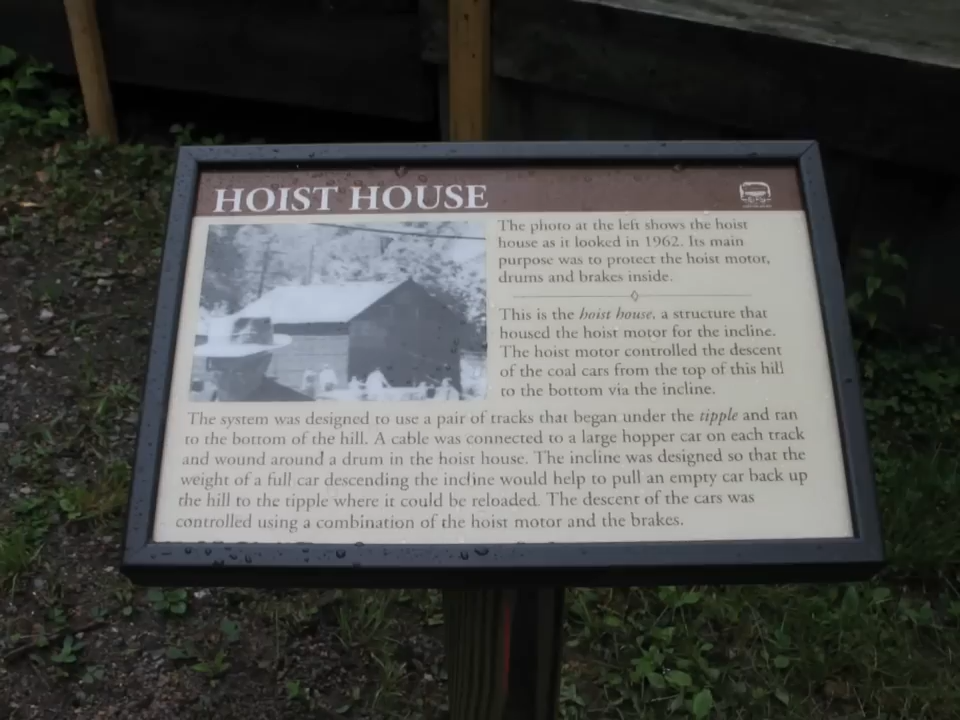 HOIST HOUSE
The photo at the left shows the hoist
house as it looked in 1962. Its main
purpose was to protect the hoist motor,
drums and brakes inside.
This is the hoist house, a structure that
housed the hoist motor for the incline.
The hoist motor controlled the descent
of the coal cars from the top of this hill
to the bottom via the incline.
The system was designed to use a pair of tracks that began under the tipple and ran
to the bottom of the hill. A cable was connected to a large hopper car on each track
and wound around a drum in the hoist house. The incline was designed so that the
weight of a full car descending the incline would help to pull an empty car back up
the hill to the tipple where it could be reloaded. The descent of the cars was
controlled using a combination of the hoist motor and the brakes.